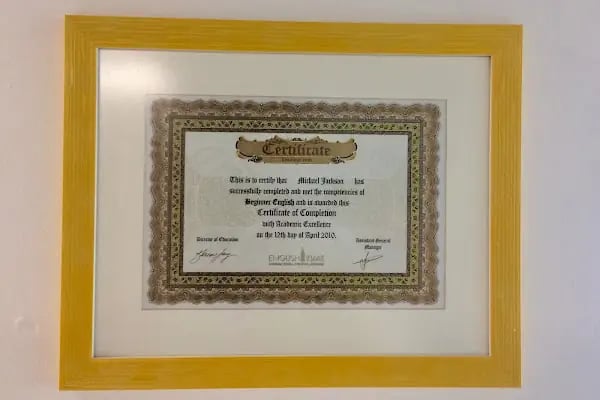 Certificate
This is to certify that Michael Jackson has
successfully completed and met the competencies of
Beginner English and is awarded this
Certificate of Completion
with Academic Excellence
on the 12th day of April 2010.
Director of Education
Assistant General
Manager
ENGLISH